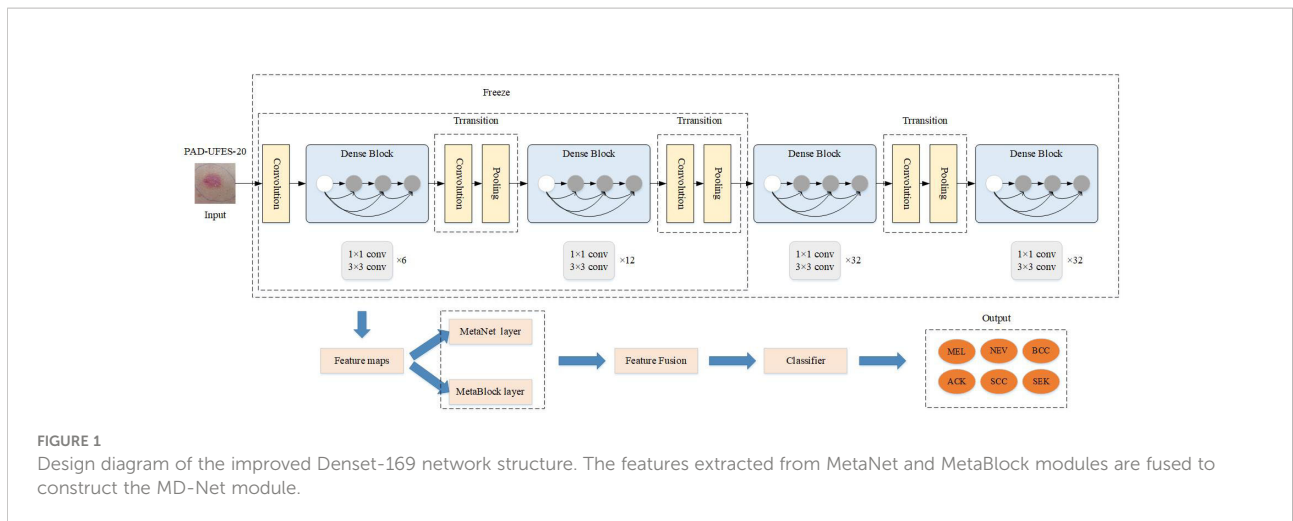 Freeze
Trransition
Trransition
Trransition
PAD-UFES-20
Input
Convolution
Dense Block
Convolution
Pooling
Dense Block
Convolution
Pooling
Dense Block
Convolution
Pooling
Dense Block
1×1 conv
3×3 conv
×6
1×1 conv
3×3 conv
×12
1×1 conv
3×3 conv
×32
1×1 conv
3×3 conv
×32
Feature maps
MetaNet layer
MetaBlock layer
Feature Fusion
Classifier
Output
MEL NEV BCC
ACK SCC SEK
FIGURE 1
Design diagram of the improved Denset-169 network structure. The features extracted from MetaNet and MetaBlock modules are fused to
construct the MD-Net module.